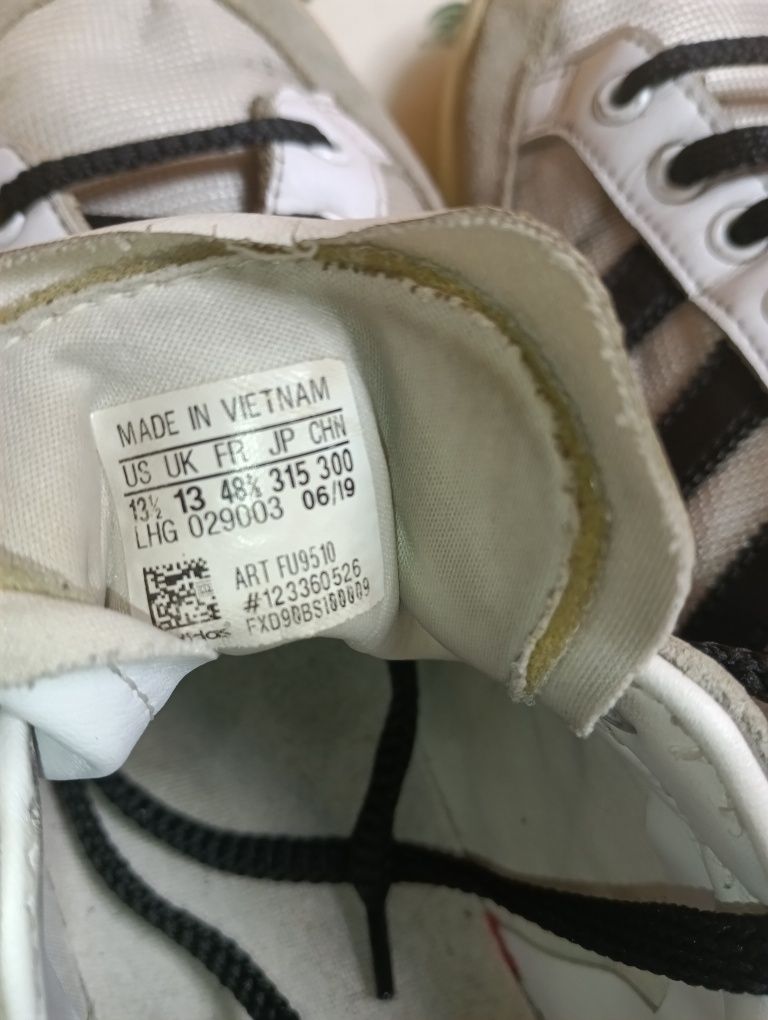 MADE IN VIETNAM
US UK FR JP CHN
13½ 13 48⅔ 315 300
LHG 029003 06/19
ART FU9510
#123360526